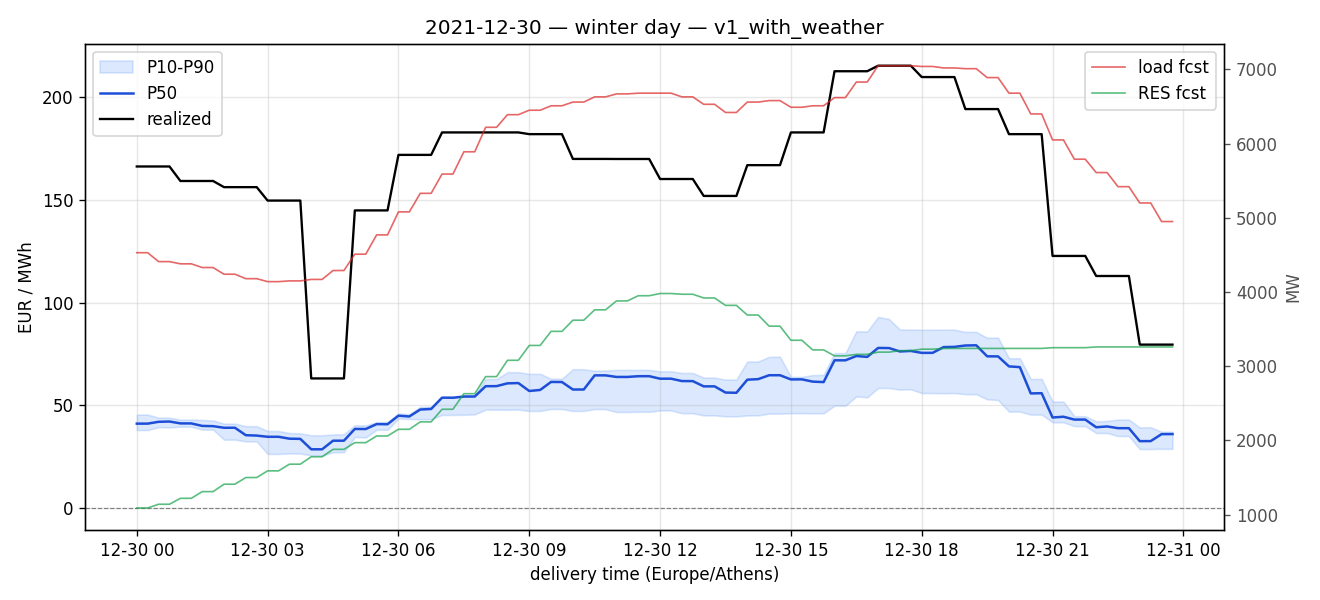 2021-12-30 — winter day — v1_with_weather
P10-P90
P50
realized
load fcst
RES fcst
EUR / MWh
200
150
100
50
0
7000
6000
5000
4000
3000
2000
1000
MW
12-30 00
12-30 03
12-30 06
12-30 09
12-30 12
12-30 15
12-30 18
12-30 21
12-31 00
delivery time (Europe/Athens)